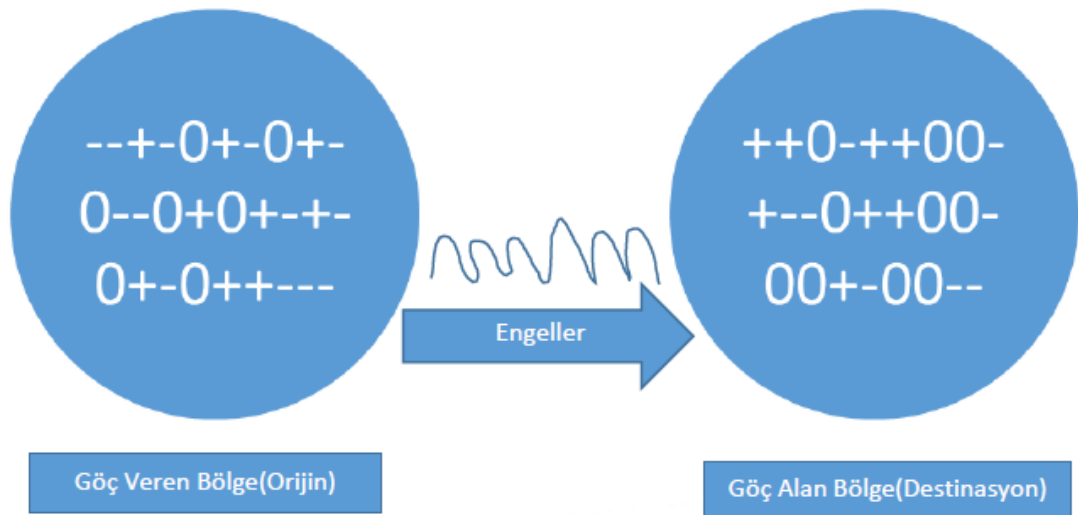 --+-0+-0+-
0--0+0+-+-
0+-0++---
++0-++00-
+--0++00-
00+-00--
Engeller
Göç Veren Bölge(Orijin)
Göç Alan Bölge(Destinasyon)